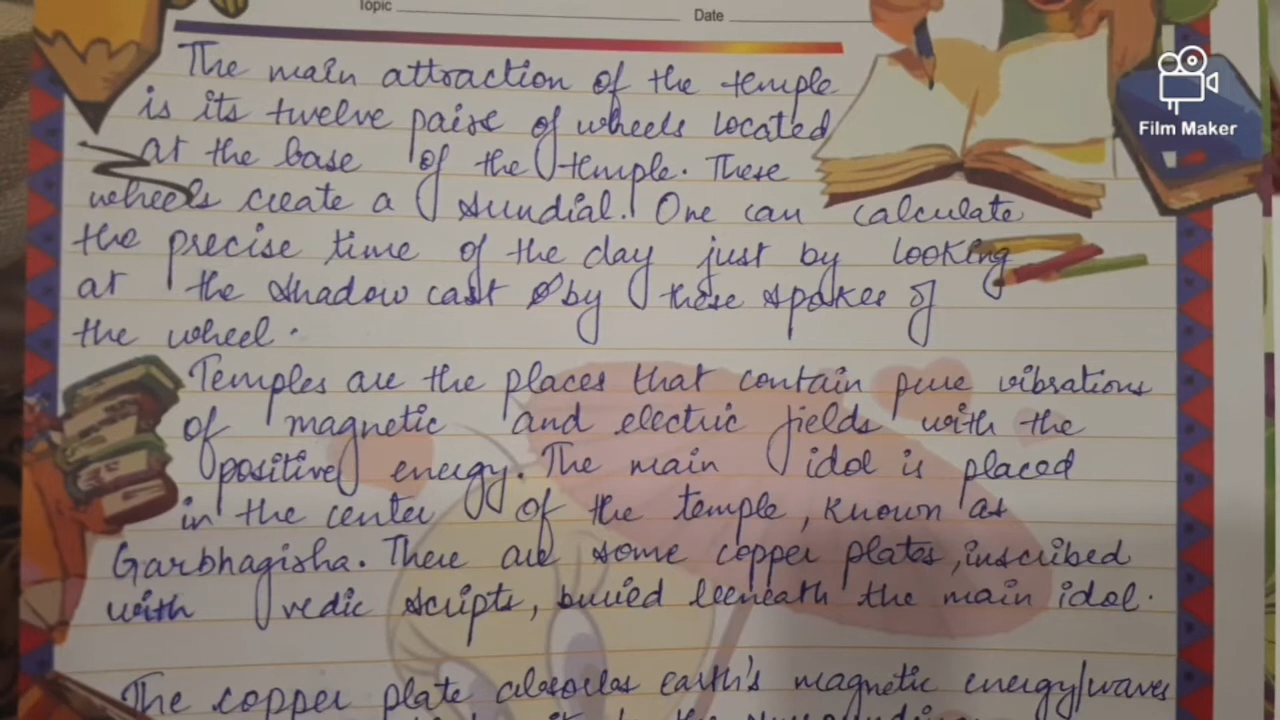 Topic
Date
Film Maker
The main attraction of the temple
is its twelve pairs of wheels located
at the base of the temple. These
wheels create a sundial. One can calculate
the precise time of the day just by looking
at the shadow cast by these spokes of
the wheel.
Temples are the places that contain pure vibrations
of magnetic and electric fields with the
positive energy. The main idol is placed
in the center of the temple, known as
Garbhagisha. There are some copper plates, inscribed
with vedic scripts, buried beeneath the main idol.
The copper plate absorbs earth's magnetic energy/waves